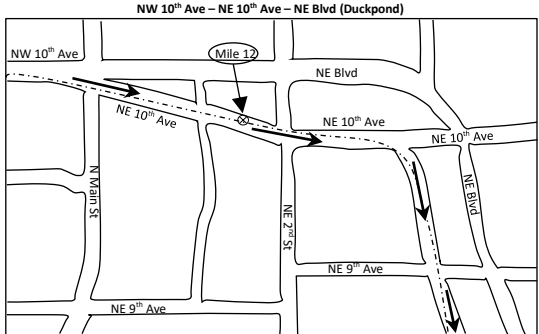 NW 10th Ave – NE 10th Ave – NE Blvd (Duckpond)
NW 10th Ave
Mile 12
NE Blvd
NE 10th Ave
NE 10th Ave
NE 10th Ave
N Main St
NE 2nd St
NE Blvd
NE 9th Ave
NE 9th Ave